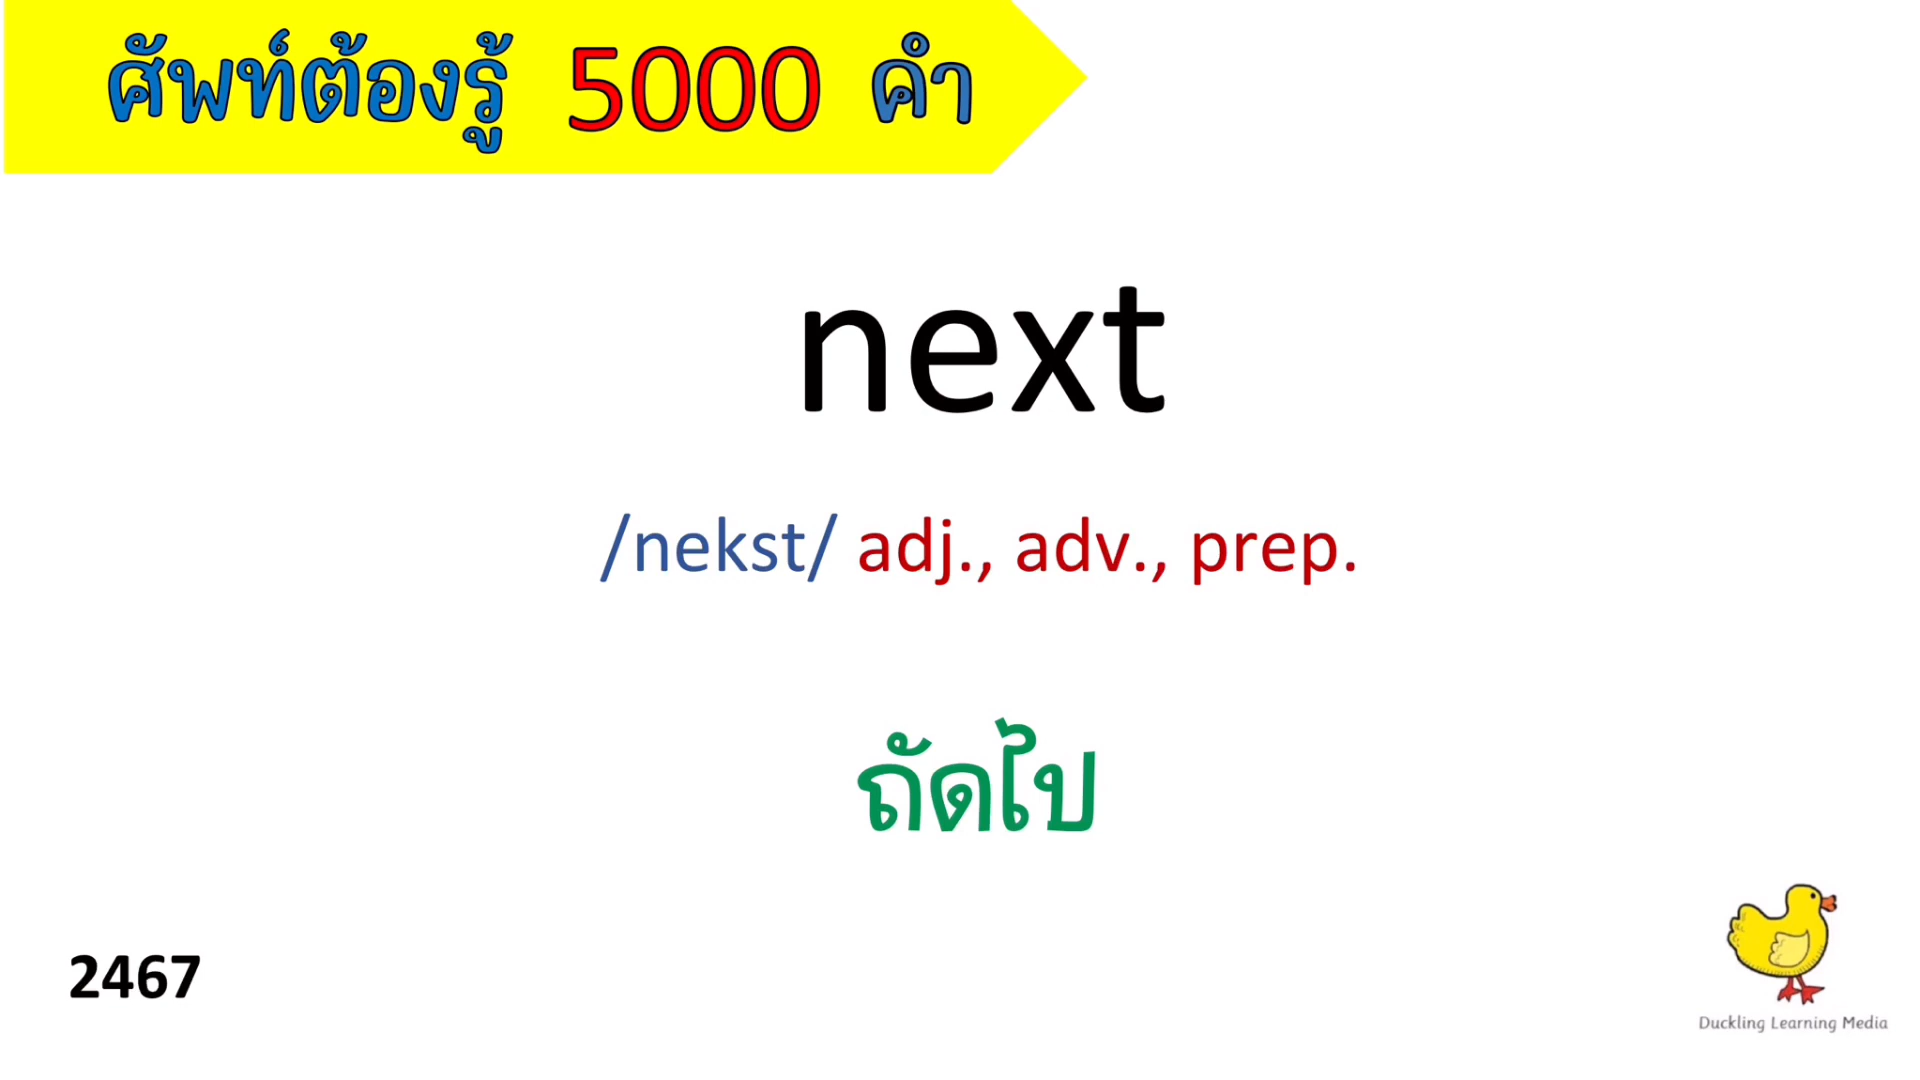 ศัพท์ต้องรู้ 5000 คำ
next
/nekst/ adj., adv., prep.
ถัดไป
2467
Duckling Learning Media